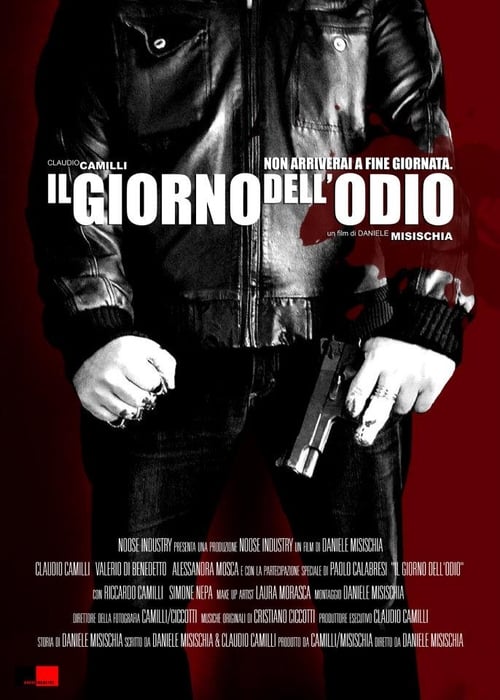 CLAUDIO CAMILLI
NON ARRIVERAI A FINE GIORNATA.
IL GIORNO DELL'ODIO
un film di DANIELE MISISCHIA
NOOSE INDUSTRY PRESENTA UNA PRODUZIONE NOOSE INDUSTRY UN FILM DI DANIELE MISISCHIA
CLAUDIO CAMILLI VALERIO DI BENEDETTO ALESSANDRA MOSCA E CON LA PARTECIPAZIONE SPECIALE DI PAOLO CALABRESI "IL GIORNO DELL'ODIO"
CON RICCARDO CAMILLI SIMONE NEPA MAKE UP ARTIST LAURA MORASCA MONTAGGIO DANIELE MISISCHIA
DIRETTORE DELLA FOTOGRAFIA CAMILLI/CICCOTTI MUSICHE ORIGINALI DI CRISTIANO CICCOTTI PRODUTTORE ESECUTIVO CLAUDIO CAMILLI
STORIA DI DANIELE MISISCHIA SCRITTO DA DANIELE MISISCHIA & CLAUDIO CAMILLI PRODOTTO DA CAMILLI/MISISCHIA DIRETTO DA DANIELE MISISCHIA